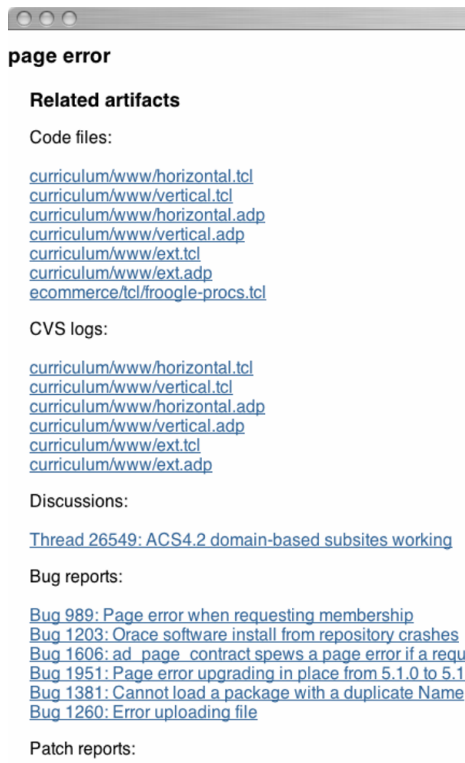 page error
Related artifacts
Code files:
curriculum/www/horizontal.tcl
curriculum/www/vertical.tcl
curriculum/www/horizontal.adp
curriculum/www/vertical.adp
curriculum/www/ext.tcl
curriculum/www/ext.adp
ecommerce/tcl/froogle-procs.tcl
CVS logs:
curriculum/www/horizontal.tcl
curriculum/www/vertical.tcl
curriculum/www/horizontal.adp
curriculum/www/vertical.adp
curriculum/www/ext.tcl
curriculum/www/ext.adp
Discussions:
Thread 26549: ACS4.2 domain-based subsites working
Bug reports:
Bug 989: Page error when requesting membership
Bug 1203: Orace software install from repository crashes
Bug 1606: ad_page_contract spews a page error if a requ
Bug 1951: Page error upgrading in place from 5.1.0 to 5.1
Bug 1381: Cannot load a package with a duplicate Name
Bug 1260: Error uploading file
Patch reports: